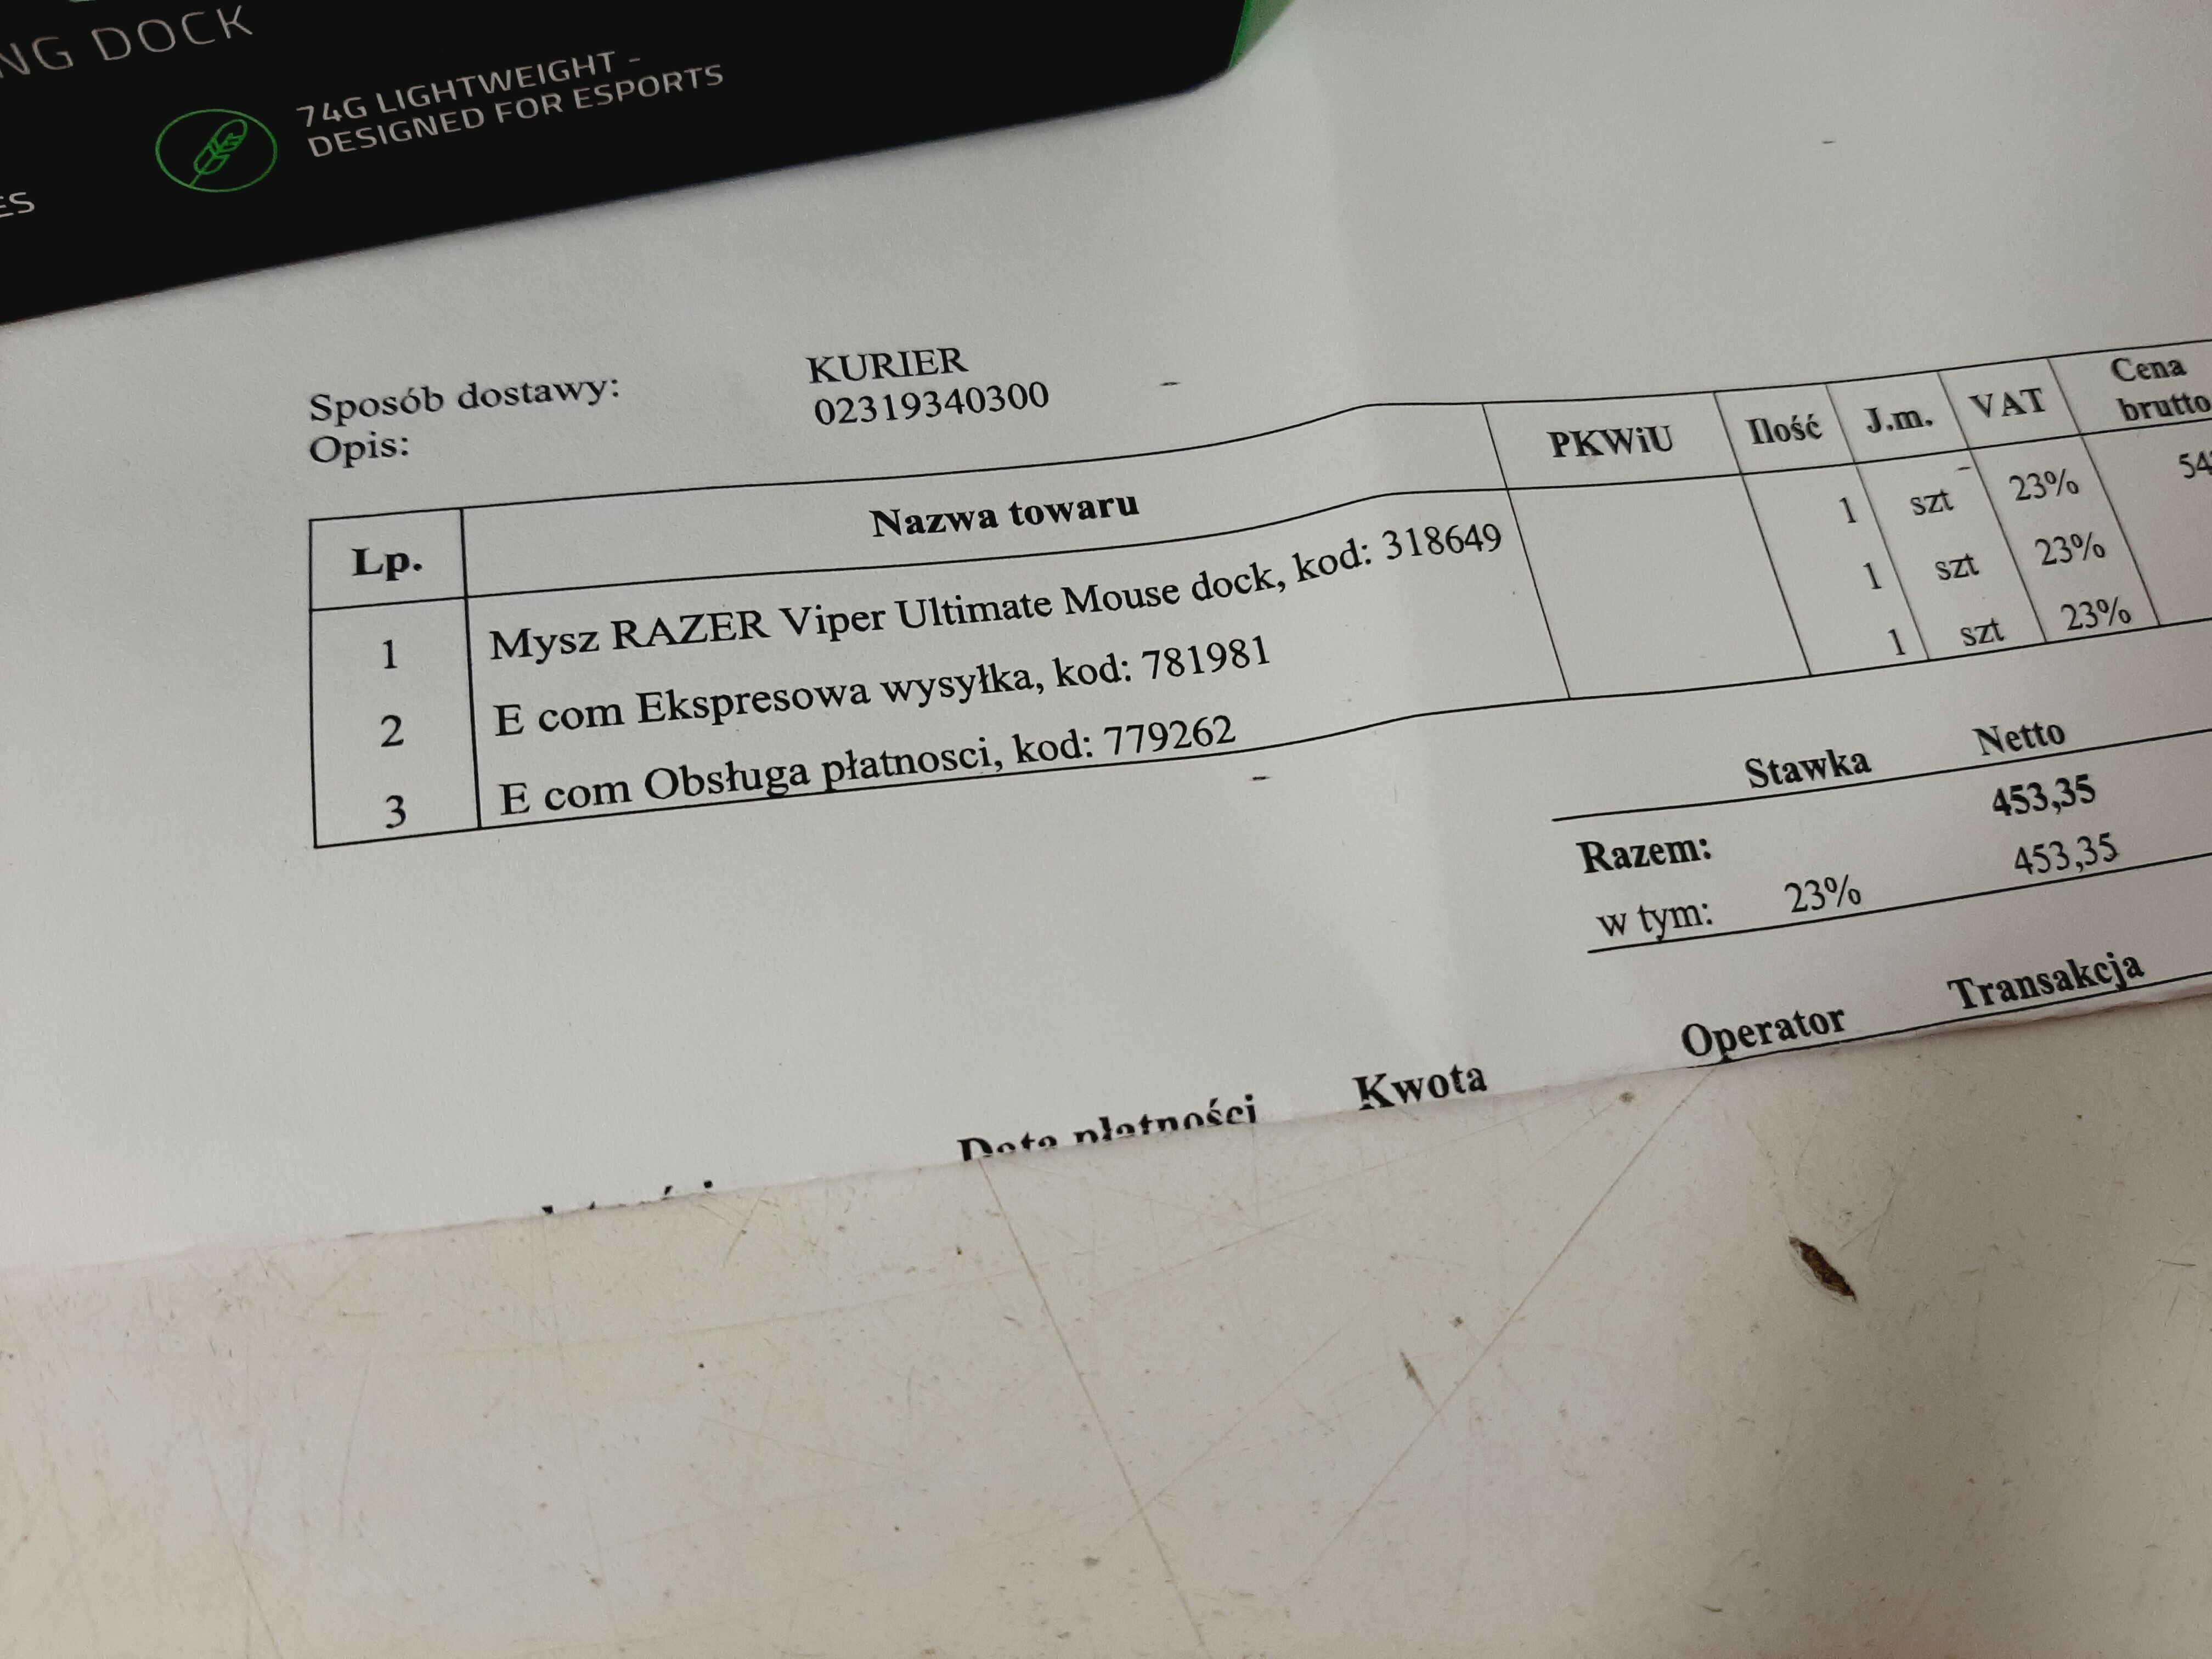 NG DOCK
74G LIGHTWEIGHT -
DESIGNED FOR ESPORTS
ES
Sposób dostawy: KURIER
Opis: 02319340300
Lp. Nazwa towaru PKWiU Ilość J.m. VAT Cena brutto
1 Mysz RAZER Viper Ultimate Mouse dock, kod: 318649 1 szt 23% 54
2 E com Ekspresowa wysyłka, kod: 781981 1 szt 23%
3 E com Obsługa płatnosci, kod: 779262 1 szt 23%
Stawka Netto
Razem: 453,35
w tym: 23% 453,35
Data płatności Kwota Operator Transakcja